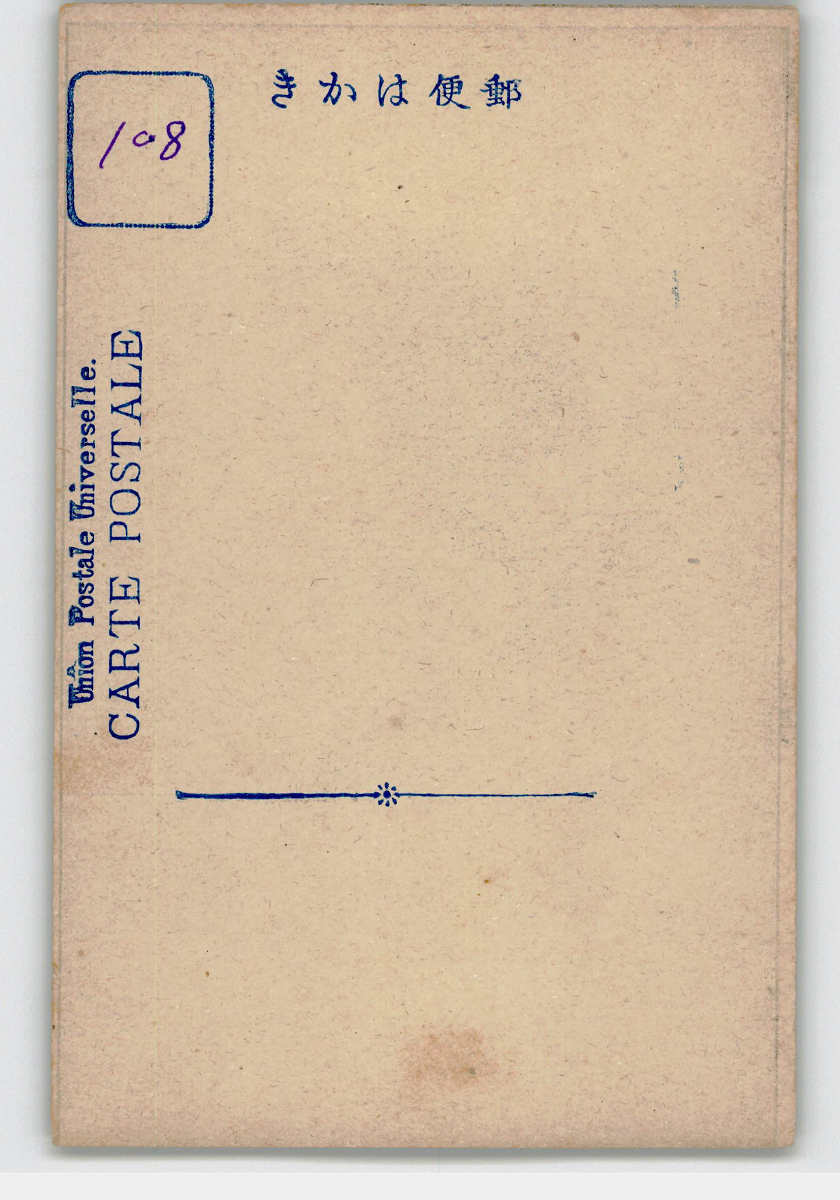 きかは便郵
108
Union Postale Universelle.
CARTE POSTALE